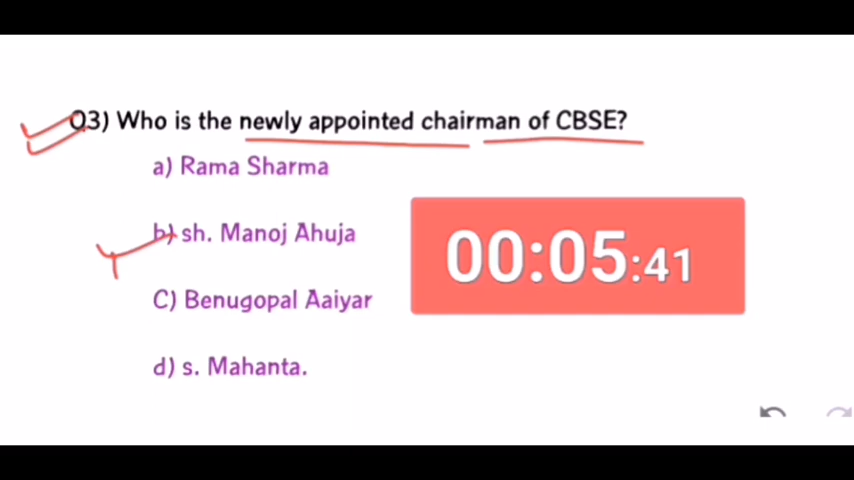 Q3) Who is the newly appointed chairman of CBSE?
a) Rama Sharma
b) sh. Manoj Ahuja
00:05:41
C) Benugopal Aaiyar
d) s. Mahanta.